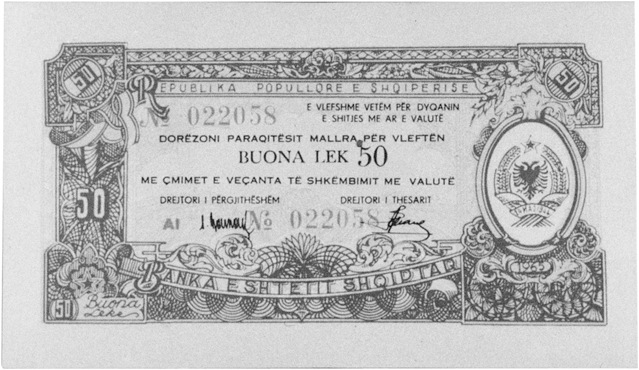 50
50
REPUBLIKA POPULLORE E SHQIPERISE
№ 022058
E VLEFSHME VETËM PËR DYQANIN
E SHITJES ME AR E VALUTË
DORËZONI PARAQITËSIT MALLRA PËR VLEFTËN
BUONA LEK 50
50
ME ÇMIMET E VEÇANTA TË SHKËMBIMIT ME VALUTË
DREJTORI I PËRGJITHËSHËM
DREJTORI I THESARIT
AI
№ 022058
BANKA E SHTETIT SHQIPTAR
50
Buona
Leke